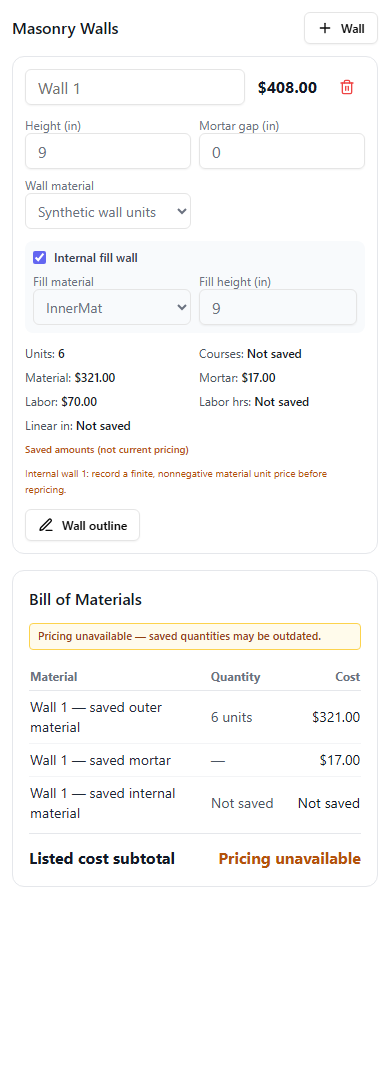 Masonry Walls
Wall
Wall 1
$408.00
Height (in)
Mortar gap (in)
9
0
Wall material
Synthetic wall units
Internal fill wall
Fill material
Fill height (in)
InnerMat
9
Units: 6
Courses: Not saved
Material: $321.00
Mortar: $17.00
Labor: $70.00
Labor hrs: Not saved
Linear in: Not saved
Saved amounts (not current pricing)
Internal wall 1: record a finite, nonnegative material unit price before
repricing.
Wall outline
Bill of Materials
Pricing unavailable — saved quantities may be outdated.
Material
Quantity
Cost
Wall 1 — saved outer
material
6 units
$321.00
Wall 1 — saved mortar
—
$17.00
Wall 1 — saved internal
material
Not saved
Not saved
Listed cost subtotal
Pricing unavailable